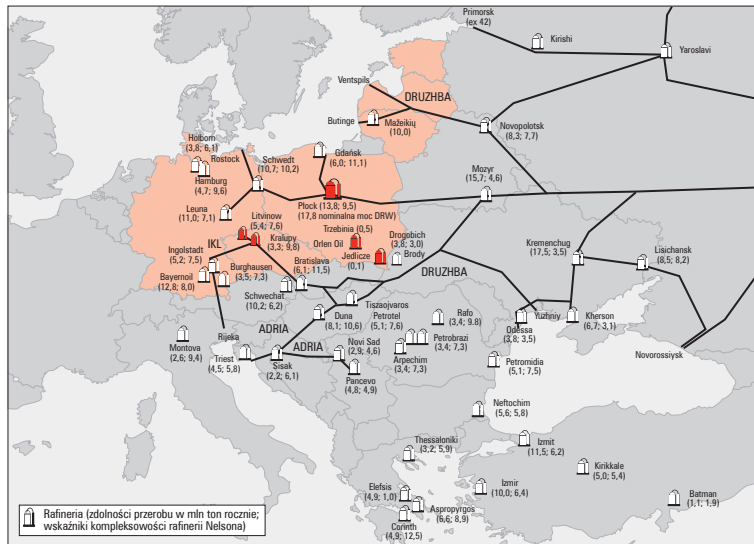 Primorsk
(ex 42)
Kirishi
Yaroslavi
Ventspils
DRUZHBA
Butinge
Mažeikių
(10,0)
Novopolotsk
(8,3; 7,7)
Holborn
(3,8; 6,1)
Rostock
Hamburg
(4,7; 9,6)
Schwedt
(10,7; 10,2)
Gdańsk
(6,0; 11,1)
Mozyr
(15,7; 4,6)
Leuna
(11,0; 7,1)
Płock (13,8; 9,5)
(17,8 nominalna moc DRW)
Litvinow
(5,4; 7,6)
Trzebinia (0,5)
Orlen Oil
Drogobich
(3,8; 3,0)
Brody
IKL
Kralupy
(3,3; 9,8)
Jedlicze
(0,1)
Kremenchug
(17,5; 3,5)
Lisichansk
(8,5; 8,2)
Ingolstadt
(5,2; 7,5)
Bayernoil
(12,8; 8,0)
Burghausen
(3,5; 7,3)
Bratislava
(6,1; 11,5)
DRUZHBA
Schwechat
(10,2; 6,2)
Tiszaojvaros
Duna
(8,1; 10,6)
Petrotel
(5,1; 7,6)
Rafo
(3,4; 9.8)
Odessa
(3,8; 3,5)
Yuzhniy
Kherson
(6,7; 3,1)
Montova
(2,6; 9,4)
Rijeka
ADRIA
Triest
(4,5; 5,8)
ADRIA
Sisak
(2,2; 6,1)
Novi Sad
(2,9; 4,6)
Pancevo
(4,8; 4,9)
Petrobrazi
(3,4; 7,3)
Arpechim
(3,4; 7,3)
Petromidia
(5,1; 7,5)
Novorossiysk
Neftochim
(5,6; 5,8)
Thessaloniki
(3,2; 5,9)
Izmit
(11,5; 6,2)
Kirikkale
(5,0; 5,4)
Elefsis
(4,9; 1,0)
Izmir
(10,0; 6,4)
Batman
(1,1; 1,9)
Aspropyrgos
(6,6; 8,9)
Corinth
(4,9; 12,5)
Rafineria (zdolności przerobu w mln ton rocznie;
wskaźniki kompleksowości rafinerii Nelsona)